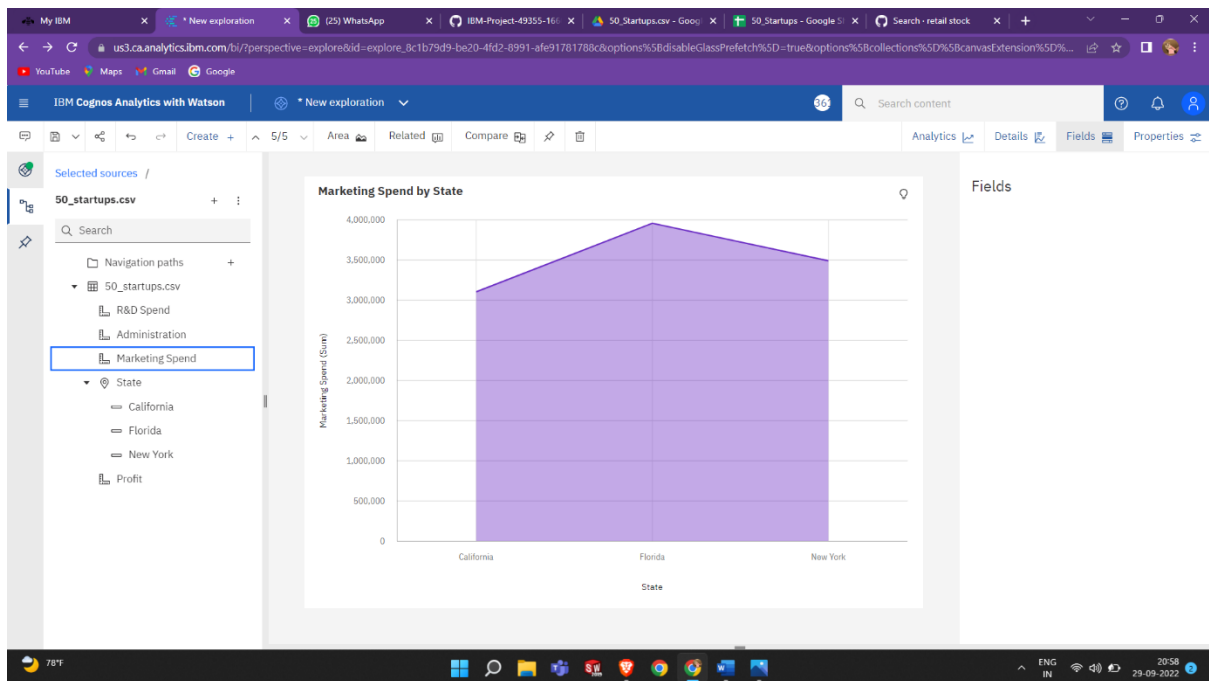 My IBM
* New exploration
(25) WhatsApp
IBM-Project-49355-166
50_Startups.csv - Googl
50_Startups - Google S
Search · retail stock
us3.ca.analytics.ibm.com/bi/?perspective=explore&id=explore_8c1b79d9-be20-4fd2-8991-afe91781788c&options%5BdisableGlassPrefetch%5D=true&options%5Bcollections%5D%5BcanvasExtension%5D%...
YouTube Maps Gmail Google
IBM Cognos Analytics with Watson
* New exploration
Search content
Create + 5/5 Area Related Compare
Analytics Details Fields Properties
Selected sources /
50_startups.csv
Search
Navigation paths
50_startups.csv
R&D Spend
Administration
Marketing Spend
State
California
Florida
New York
Profit
Marketing Spend by State
4,000,000
3,500,000
3,000,000
2,500,000
2,000,000
1,500,000
1,000,000
500,000
0
Marketing Spend (Sum)
California Florida New York
State
Fields
78°F
ENG
IN
20:58
29-09-2022
2